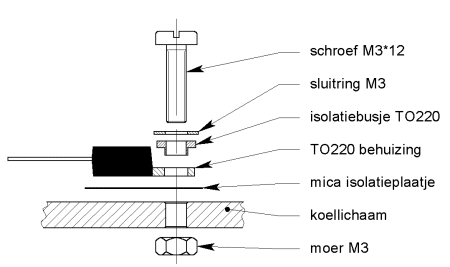 schroef M3*12
sluitring M3
isolatiebusje TO220
TO220 behuizing
mica isolatieplaatje
koellichaam
moer M3